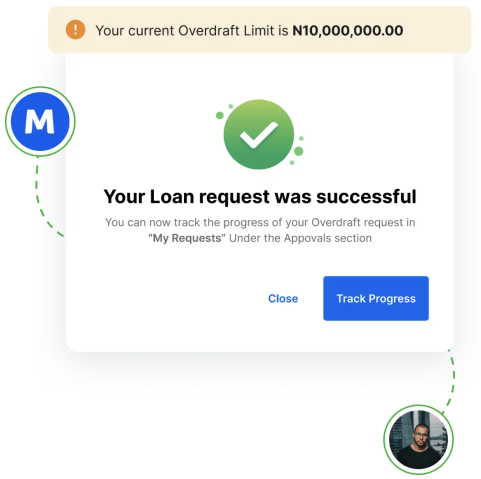 Your current Overdraft Limit is N10,000,000.00
M
Your Loan request was successful
You can now track the progress of your Overdraft request in
“My Requests” Under the Appovals section
Close
Track Progress